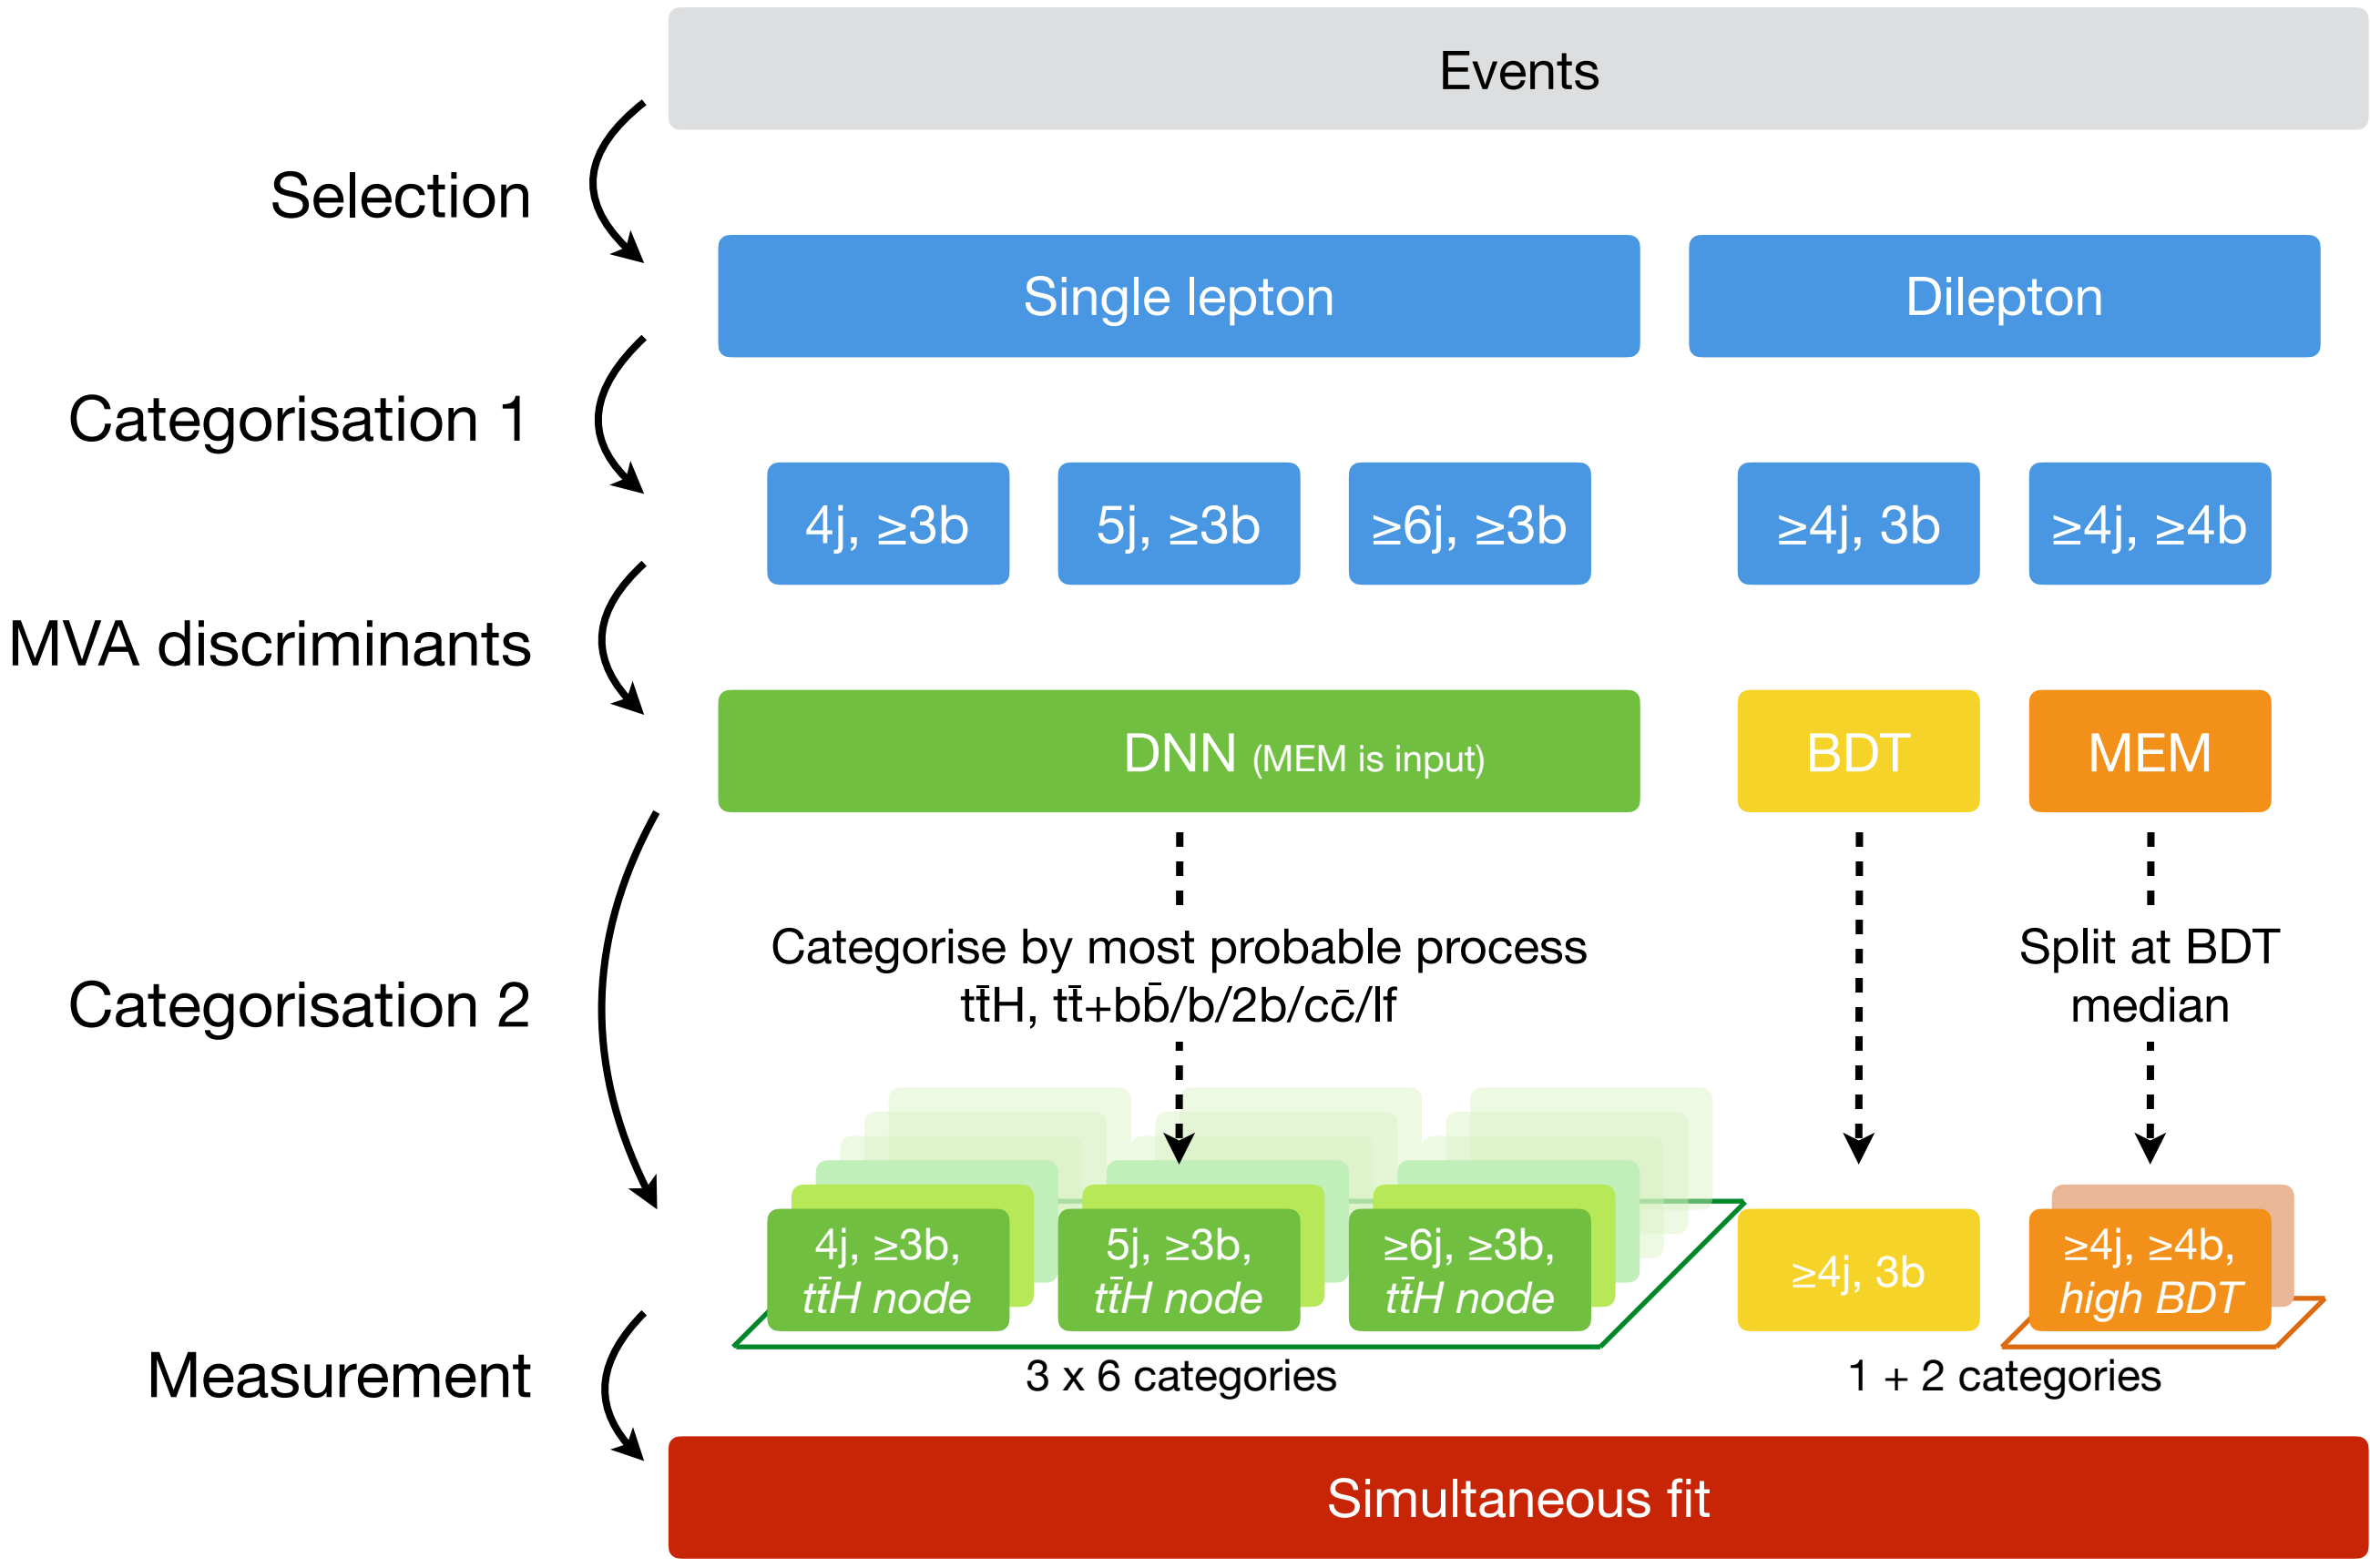 Events
Selection
Single lepton
Dilepton
Categorisation 1
4j, ≥3b
5j, ≥3b
≥6j, ≥3b
≥4j, 3b
≥4j, ≥4b
MVA discriminants
DNN (MEM is input)
BDT
MEM
Categorise by most probable process
tt̄H, tt̄+bb̄/b/2b/cc̄/lf
Split at BDT
median
Categorisation 2
4j, ≥3b,
tt̄H node
5j, ≥3b,
tt̄H node
≥6j, ≥3b,
tt̄H node
≥4j, 3b
≥4j, ≥4b,
high BDT
Measurement
3 x 6 categories
1 + 2 categories
Simultaneous fit